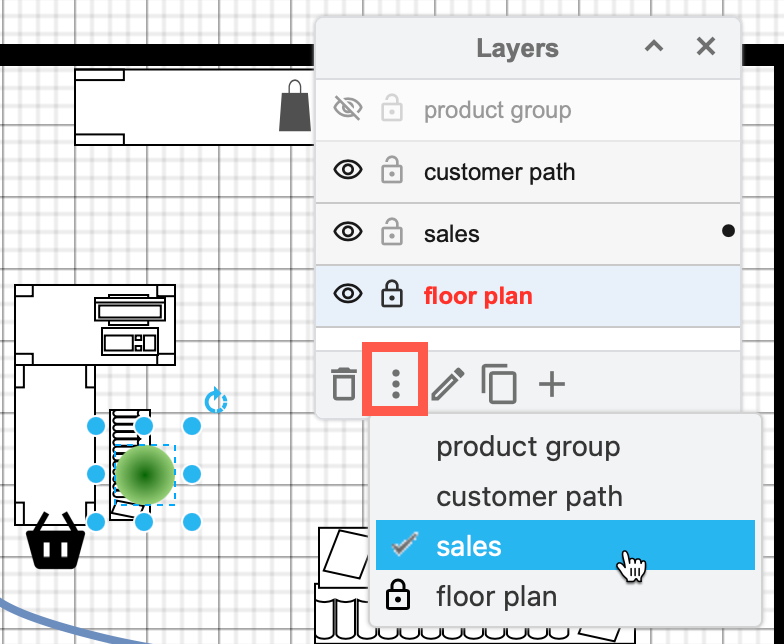 Layers
product group
customer path
sales
floor plan
product group
customer path
sales
floor plan